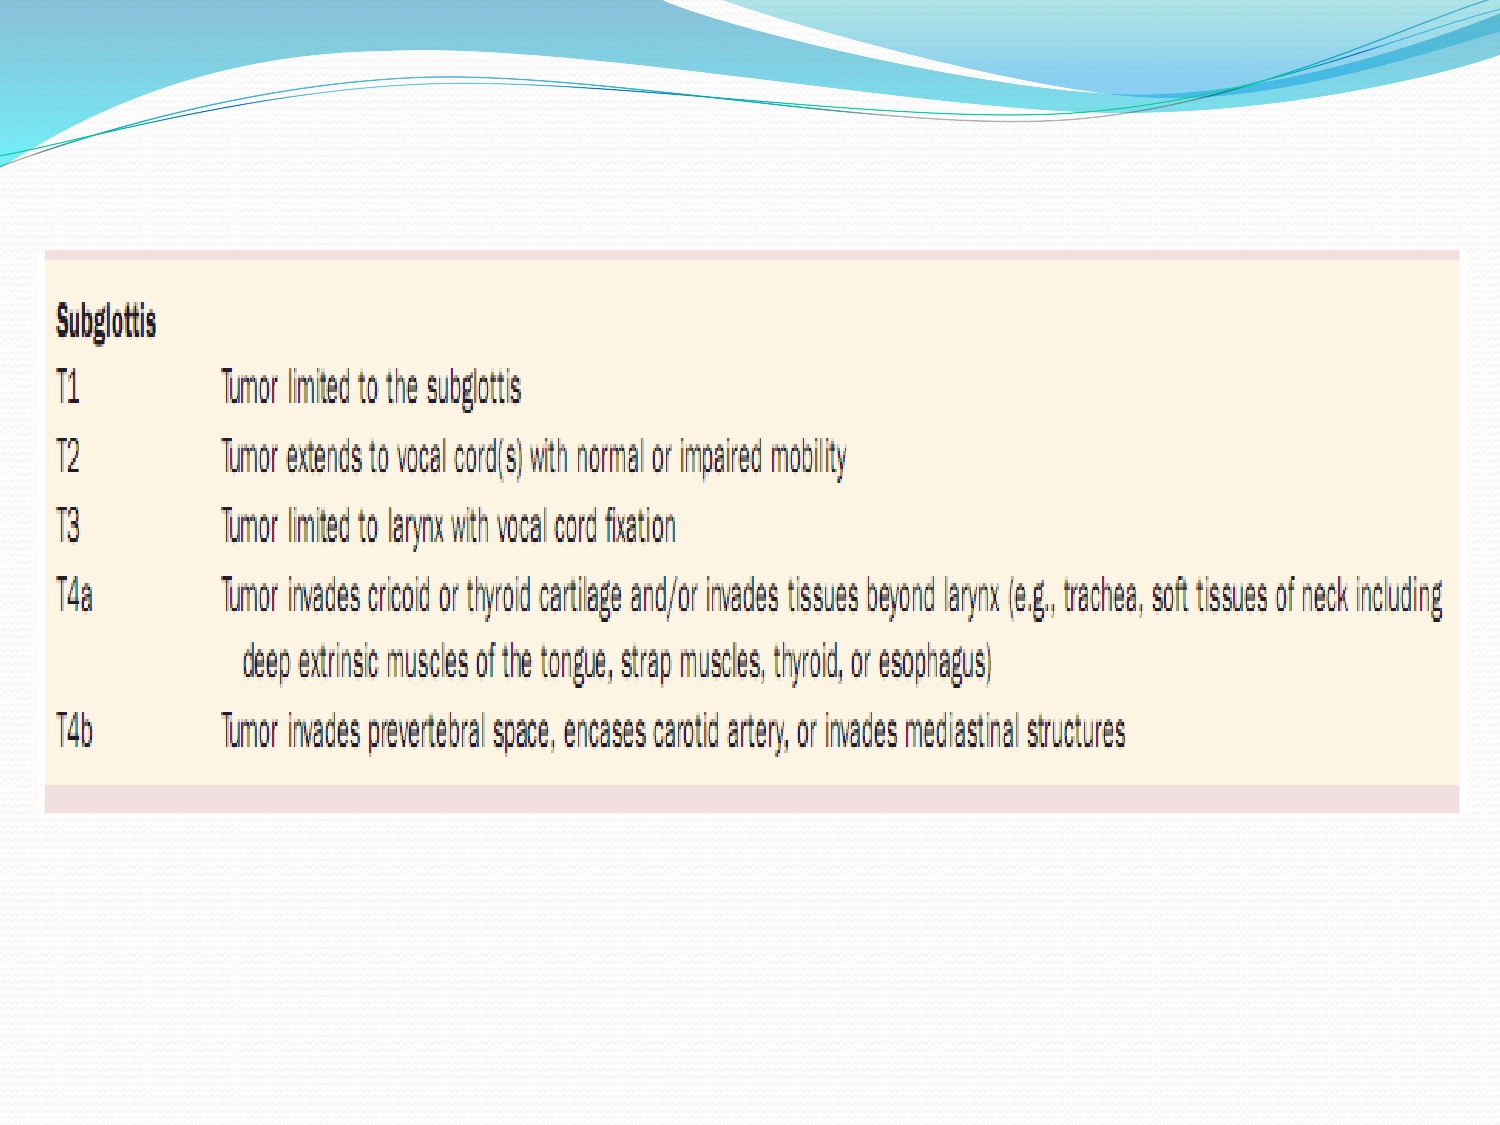 Subglottis
T1 Tumor limited to the subglottis
T2 Tumor extends to vocal cord(s) with normal or impaired mobility
T3 Tumor limited to larynx with vocal cord fixation
T4a Tumor invades cricoid or thyroid cartilage and/or invades tissues beyond larynx (e.g., trachea, soft tissues of neck including
deep extrinsic muscles of the tongue, strap muscles, thyroid, or esophagus)
T4b Tumor invades prevertebral space, encases carotid artery, or invades mediastinal structures